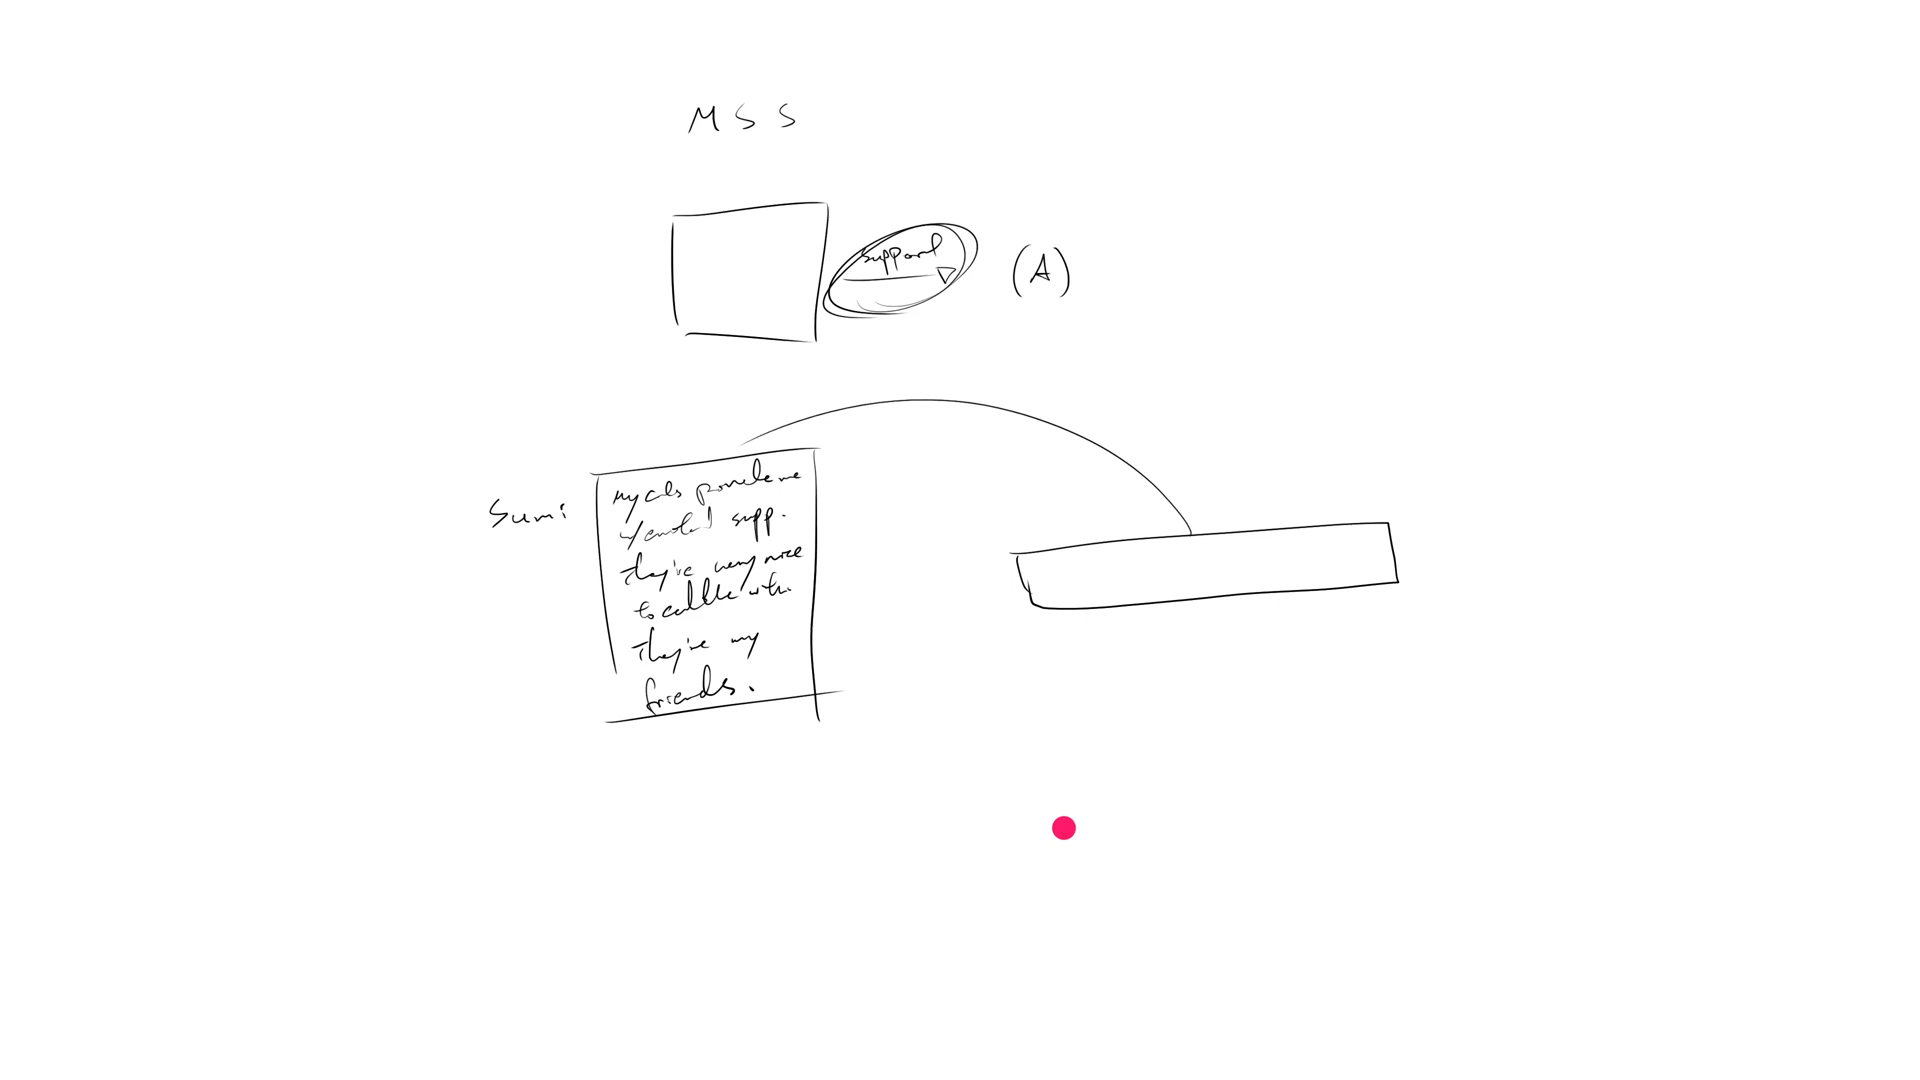 M S S
support
(A)
Sumi
My cats provide me
w/ emotional supp.
they're very nice
to cuddle with.
They're my
friends.